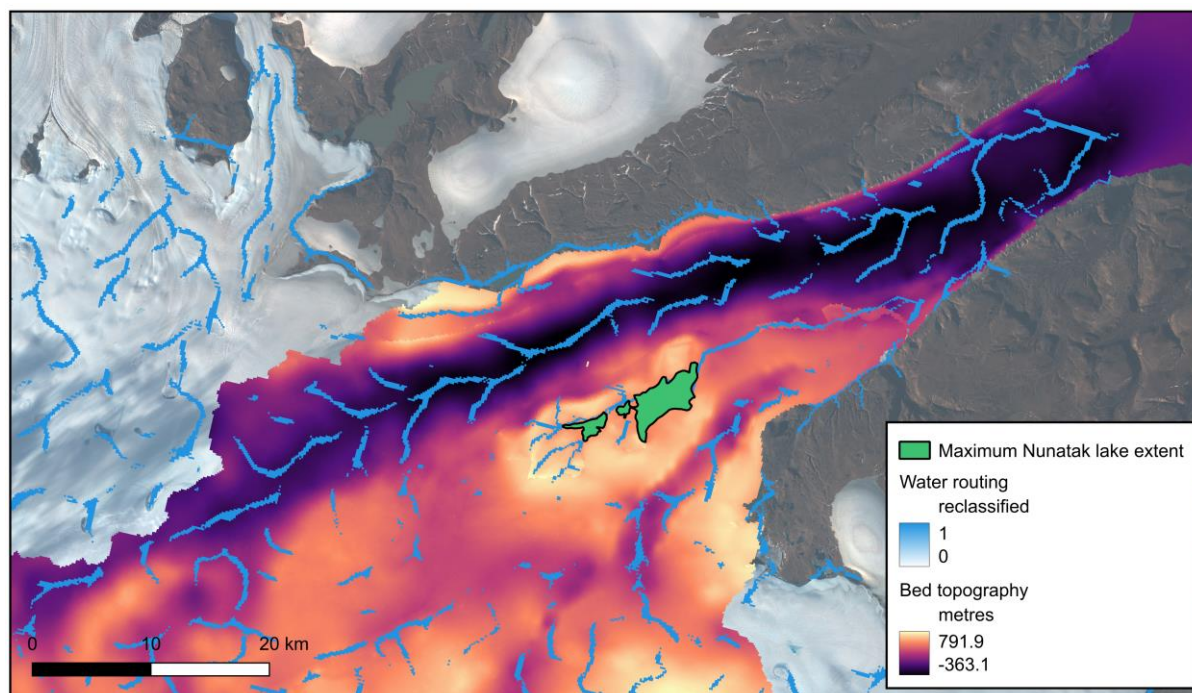 Maximum Nunatak lake extent
Water routing
reclassified
1
0
Bed topography
metres
791.9
-363.1
0 10 20 km